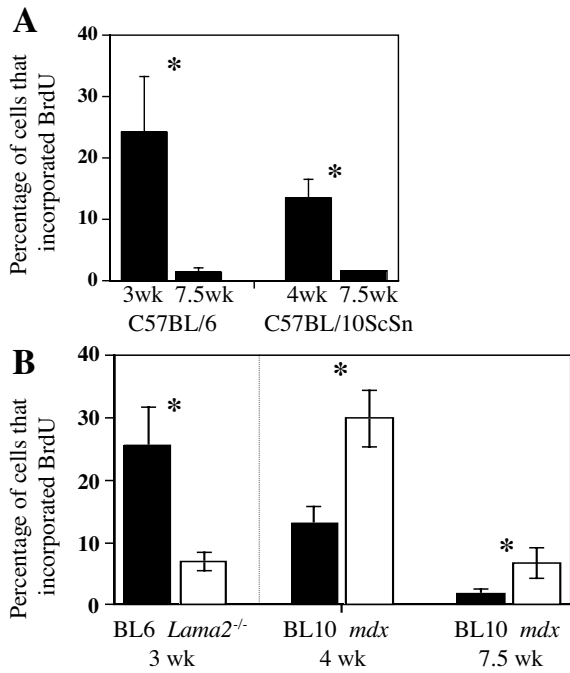 A
Percentage of cells that
incorporated BrdU
40
30
20
10
0
*
*
3wk 7.5wk 4wk 7.5wk
C57BL/6 C57BL/10ScSn
B
Percentage of cells that
incorporated BrdU
40
30
20
10
0
*
*
*
BL6 Lama2-/- BL10 mdx BL10 mdx
3 wk 4 wk 7.5 wk